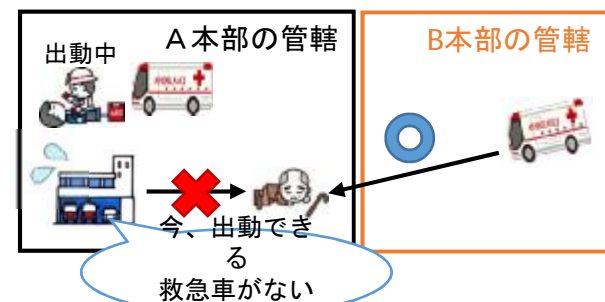 A本部の管轄
B本部の管轄
出動中
今、出動でき
る
救急車がない